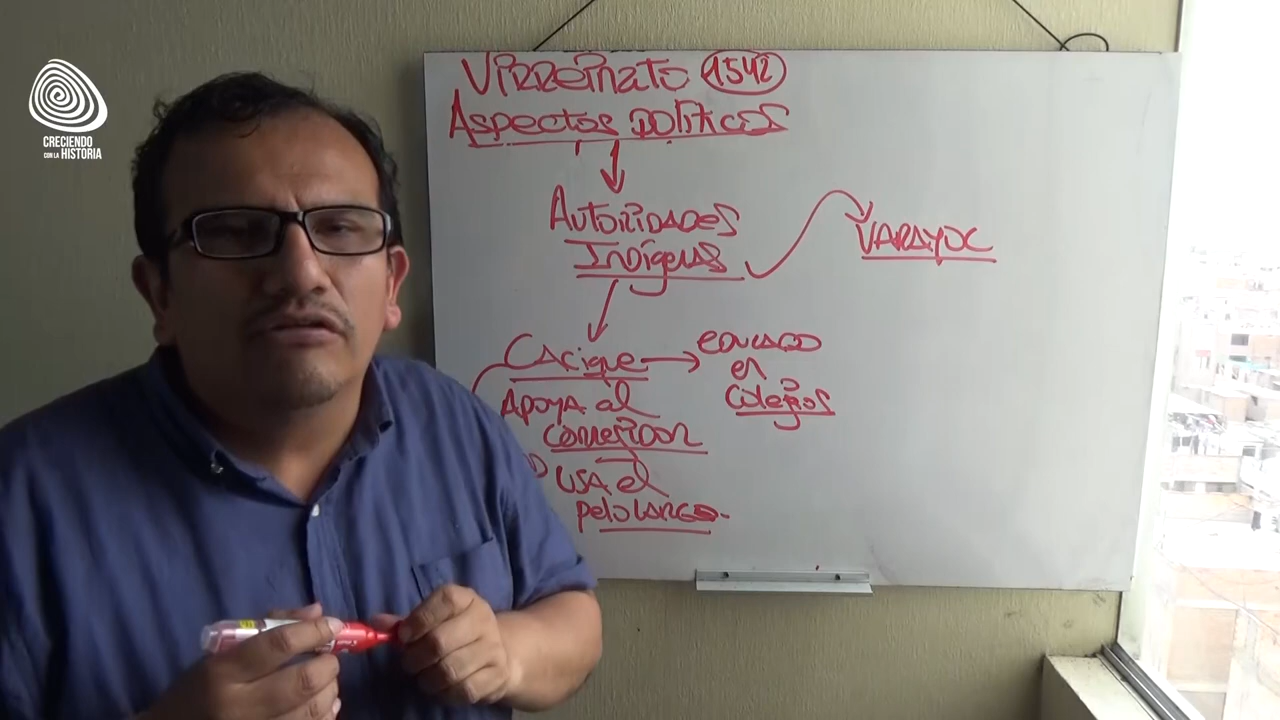 CRECIENDO
CON LA HISTORIA
VIRREINATO 1542
ASPECTOS POLÍTICOS
AUTORIDADES
INDÍGENAS
VARAYOC
CACIQUE → EDUCADO
en
Colegios
APOYA al
CORREGIDOR
USA el
pelo LARGO.